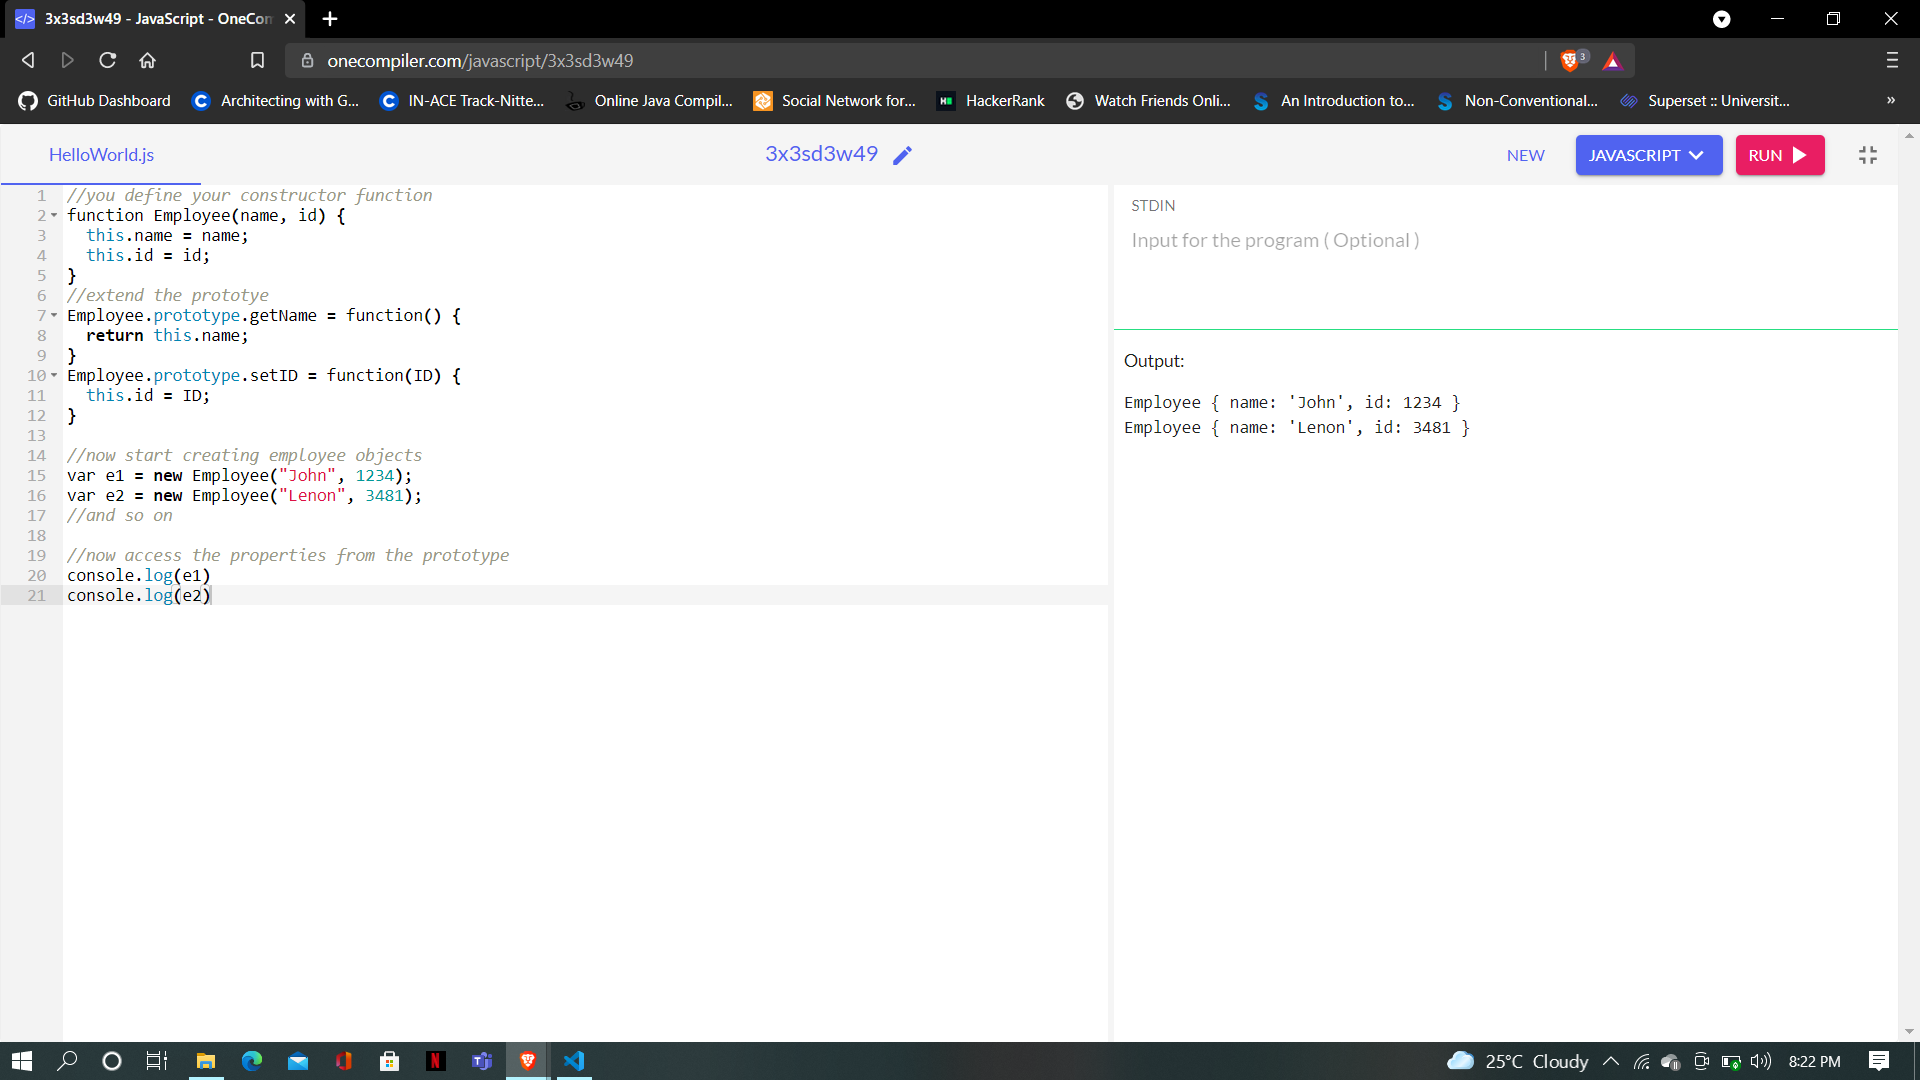 3x3sd3w49 - JavaScript - OneCom
onecompiler.com/javascript/3x3sd3w49
3
GitHub Dashboard
Architecting with G...
IN-ACE Track-Nitte...
Online Java Compil...
Social Network for...
HackerRank
Watch Friends Onli...
An Introduction to...
Non-Conventional...
Superset :: Universit...
»
HelloWorld.js
3x3sd3w49
NEW
JAVASCRIPT
RUN
1 //you define your constructor function
2 function Employee(name, id) {
3 this.name = name;
4 this.id = id;
5 }
6 //extend the prototye
7 Employee.prototype.getName = function() {
8 return this.name;
9 }
10 Employee.prototype.setID = function(ID) {
11 this.id = ID;
12 }
13
14 //now start creating employee objects
15 var e1 = new Employee("John", 1234);
16 var e2 = new Employee("Lenon", 3481);
17 //and so on
18
19 //now access the properties from the prototype
20 console.log(e1)
21 console.log(e2)
STDIN
Input for the program ( Optional )
Output:
Employee { name: 'John', id: 1234 }
Employee { name: 'Lenon', id: 3481 }
25°C Cloudy
8:22 PM